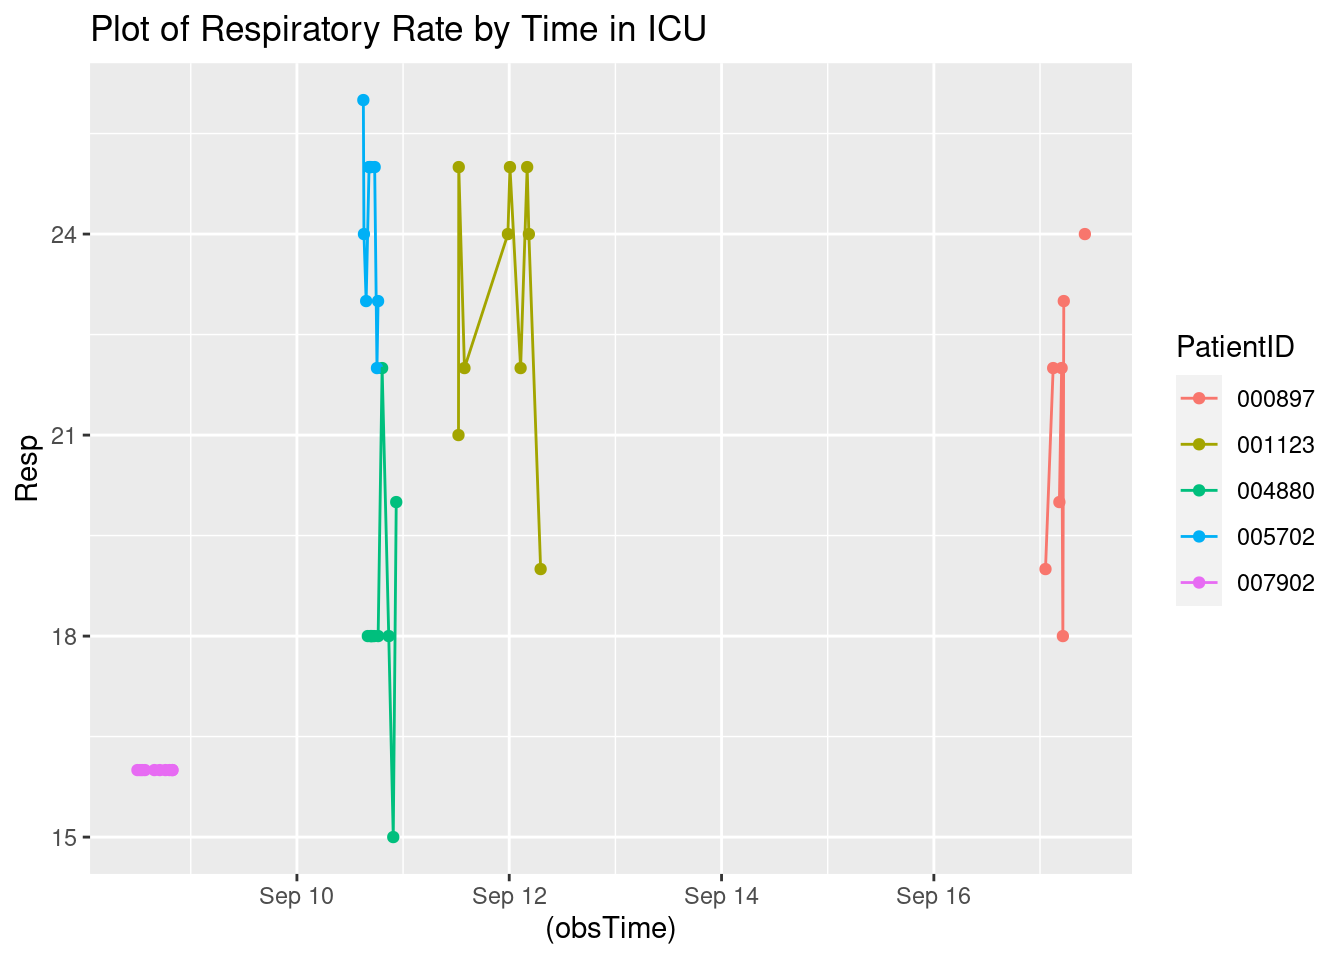 Plot of Respiratory Rate by Time in ICU
Resp
24
21
18
15
Sep 10
Sep 12
Sep 14
Sep 16
(obsTime)
PatientID
000897
001123
004880
005702
007902